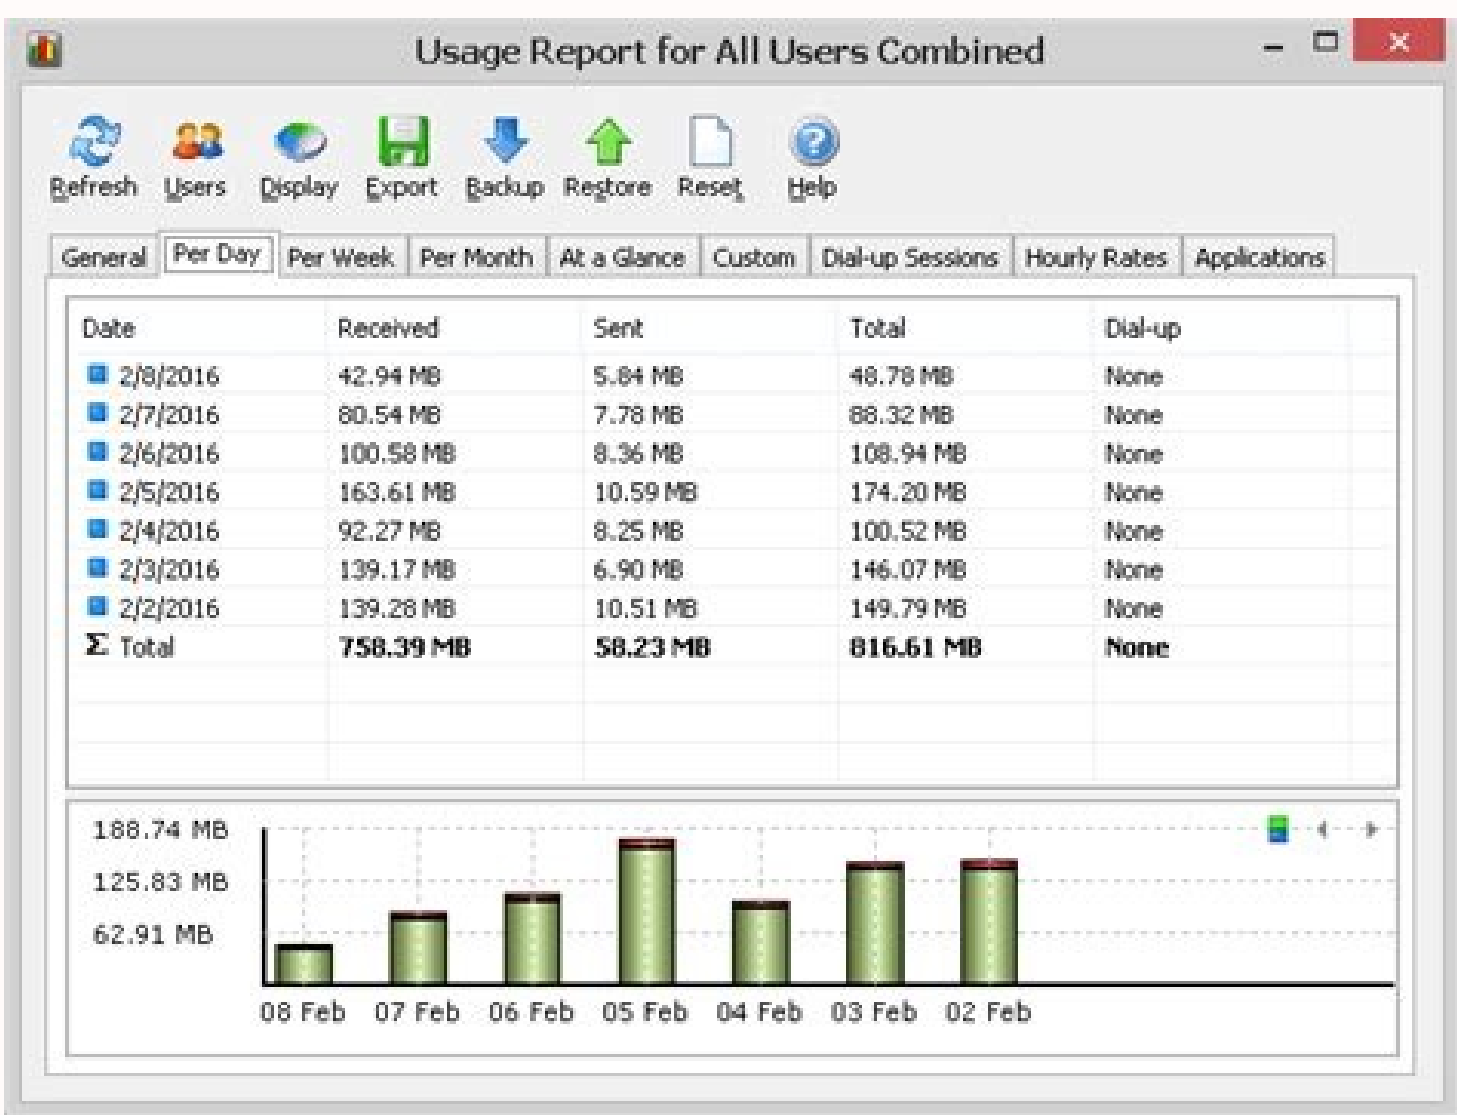 Usage Report for All Users Combined
Refresh Users Display Export Backup Restore Reset Help
General Per Day Per Week Per Month At a Glance Custom Dial-up Sessions Hourly Rates Applications
Date Received Sent Total Dial-up
2/8/2016 42.94 MB 5.84 MB 48.78 MB None
2/7/2016 80.54 MB 7.78 MB 88.32 MB None
2/6/2016 100.58 MB 8.36 MB 108.94 MB None
2/5/2016 163.61 MB 10.59 MB 174.20 MB None
2/4/2016 92.27 MB 8.25 MB 100.52 MB None
2/3/2016 139.17 MB 6.90 MB 146.07 MB None
2/2/2016 139.28 MB 10.51 MB 149.79 MB None
Σ Total 758.39 MB 58.23 MB 816.61 MB None
188.74 MB
125.83 MB
62.91 MB
08 Feb 07 Feb 06 Feb 05 Feb 04 Feb 03 Feb 02 Feb